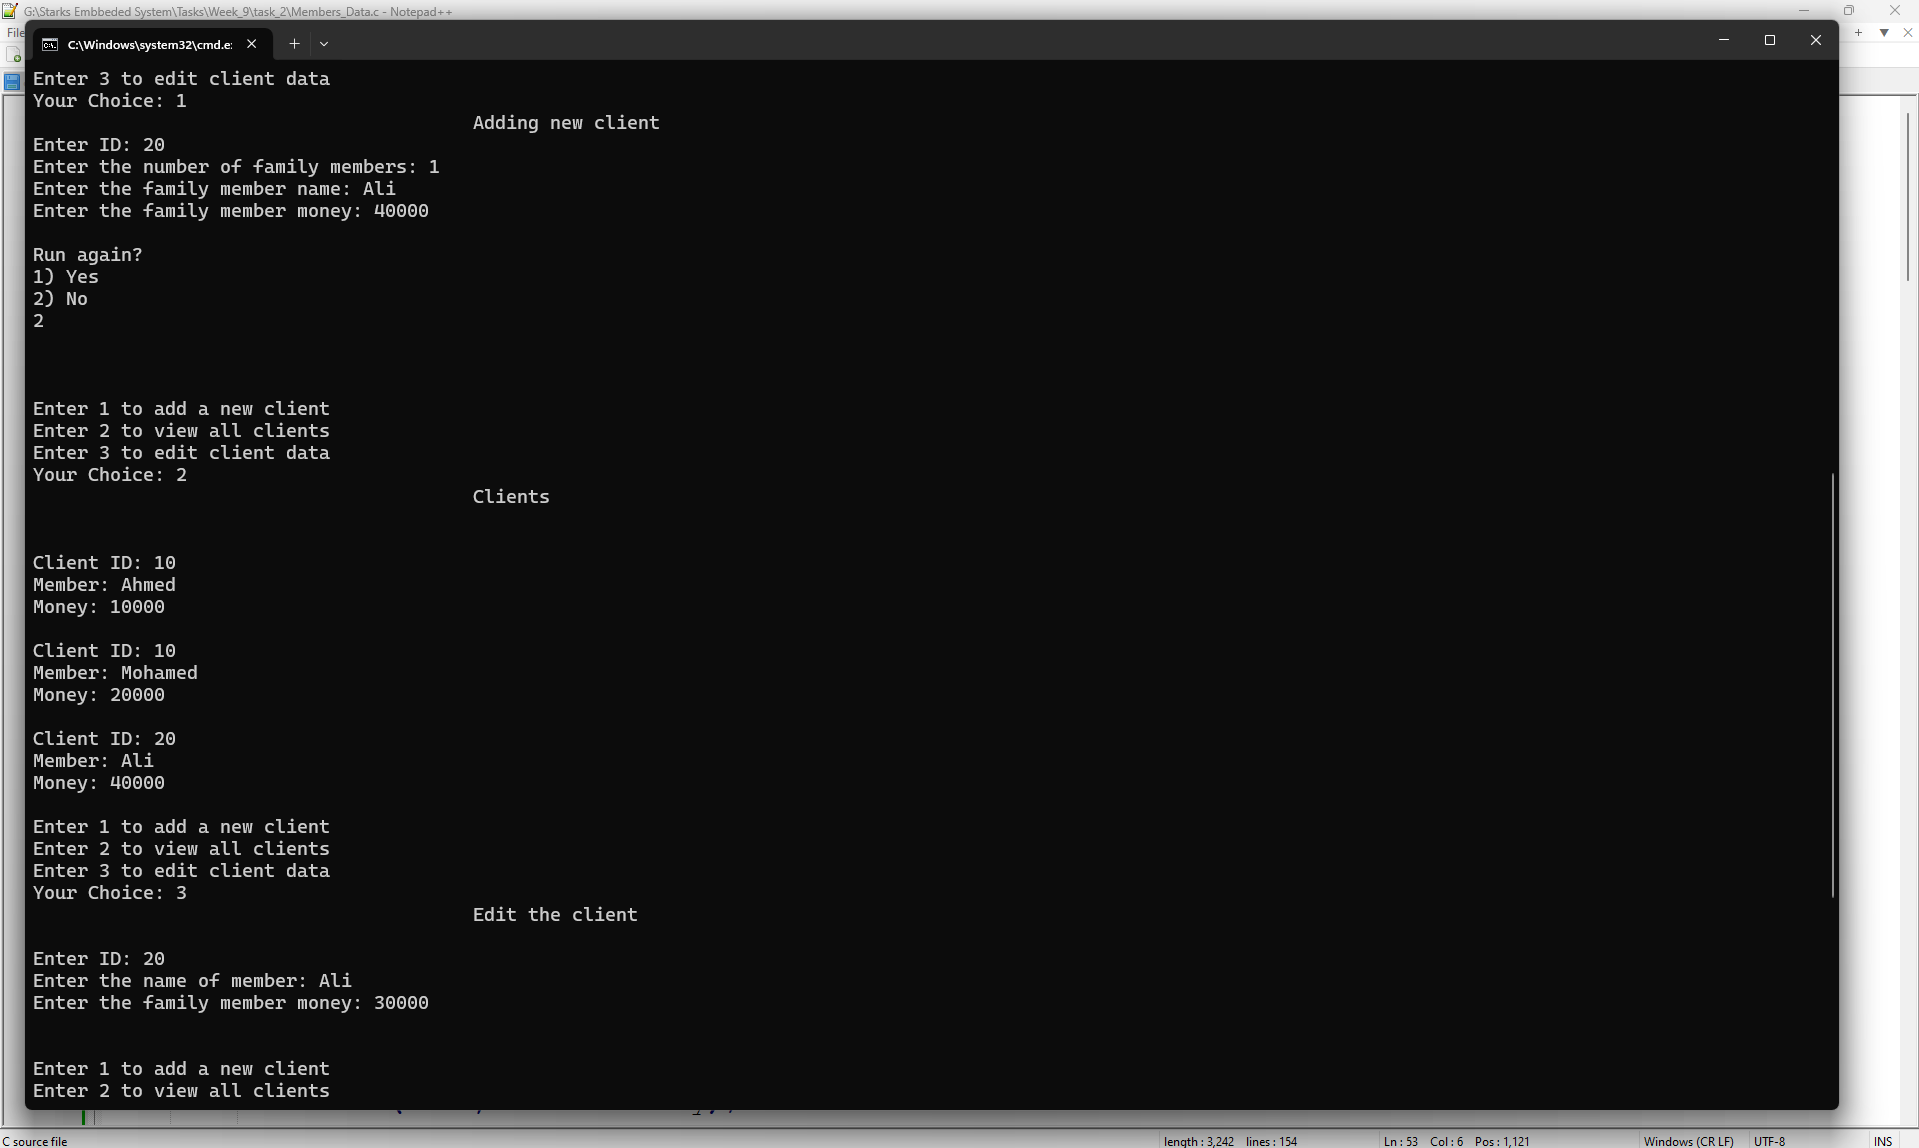 G:\Starks Embbeded System\Tasks\Week_9\task_2\Members_Data.c - Notepad++
File
C:\Windows\system32\cmd.e:
Enter 3 to edit client data
Your Choice: 1
Adding new client
Enter ID: 20
Enter the number of family members: 1
Enter the family member name: Ali
Enter the family member money: 40000
Run again?
1) Yes
2) No
2
Enter 1 to add a new client
Enter 2 to view all clients
Enter 3 to edit client data
Your Choice: 2
Clients
Client ID: 10
Member: Ahmed
Money: 10000
Client ID: 10
Member: Mohamed
Money: 20000
Client ID: 20
Member: Ali
Money: 40000
Enter 1 to add a new client
Enter 2 to view all clients
Enter 3 to edit client data
Your Choice: 3
Edit the client
Enter ID: 20
Enter the name of member: Ali
Enter the family member money: 30000
Enter 1 to add a new client
Enter 2 to view all clients
C source file length : 3,242 lines : 154 Ln : 53 Col : 6 Pos : 1,121 Windows (CR LF) UTF-8 INS